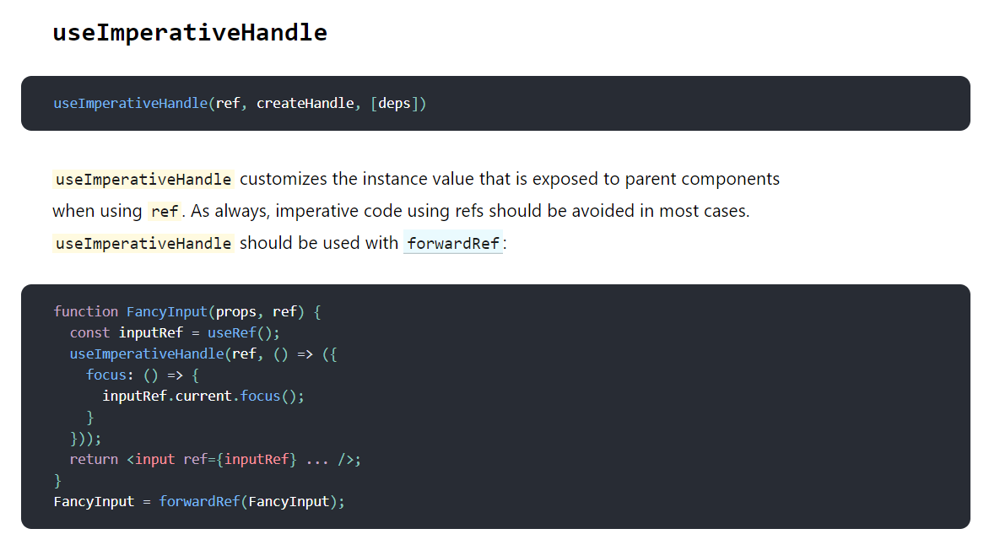 useImperativeHandle
useImperativeHandle(ref, createHandle, [deps])
useImperativeHandle customizes the instance value that is exposed to parent components
when using ref. As always, imperative code using refs should be avoided in most cases.
useImperativeHandle should be used with forwardRef:
function FancyInput(props, ref) {
  const inputRef = useRef();
  useImperativeHandle(ref, () => ({
    focus: () => {
      inputRef.current.focus();
    }
  }));
  return <input ref={inputRef} ... />;
}
FancyInput = forwardRef(FancyInput);